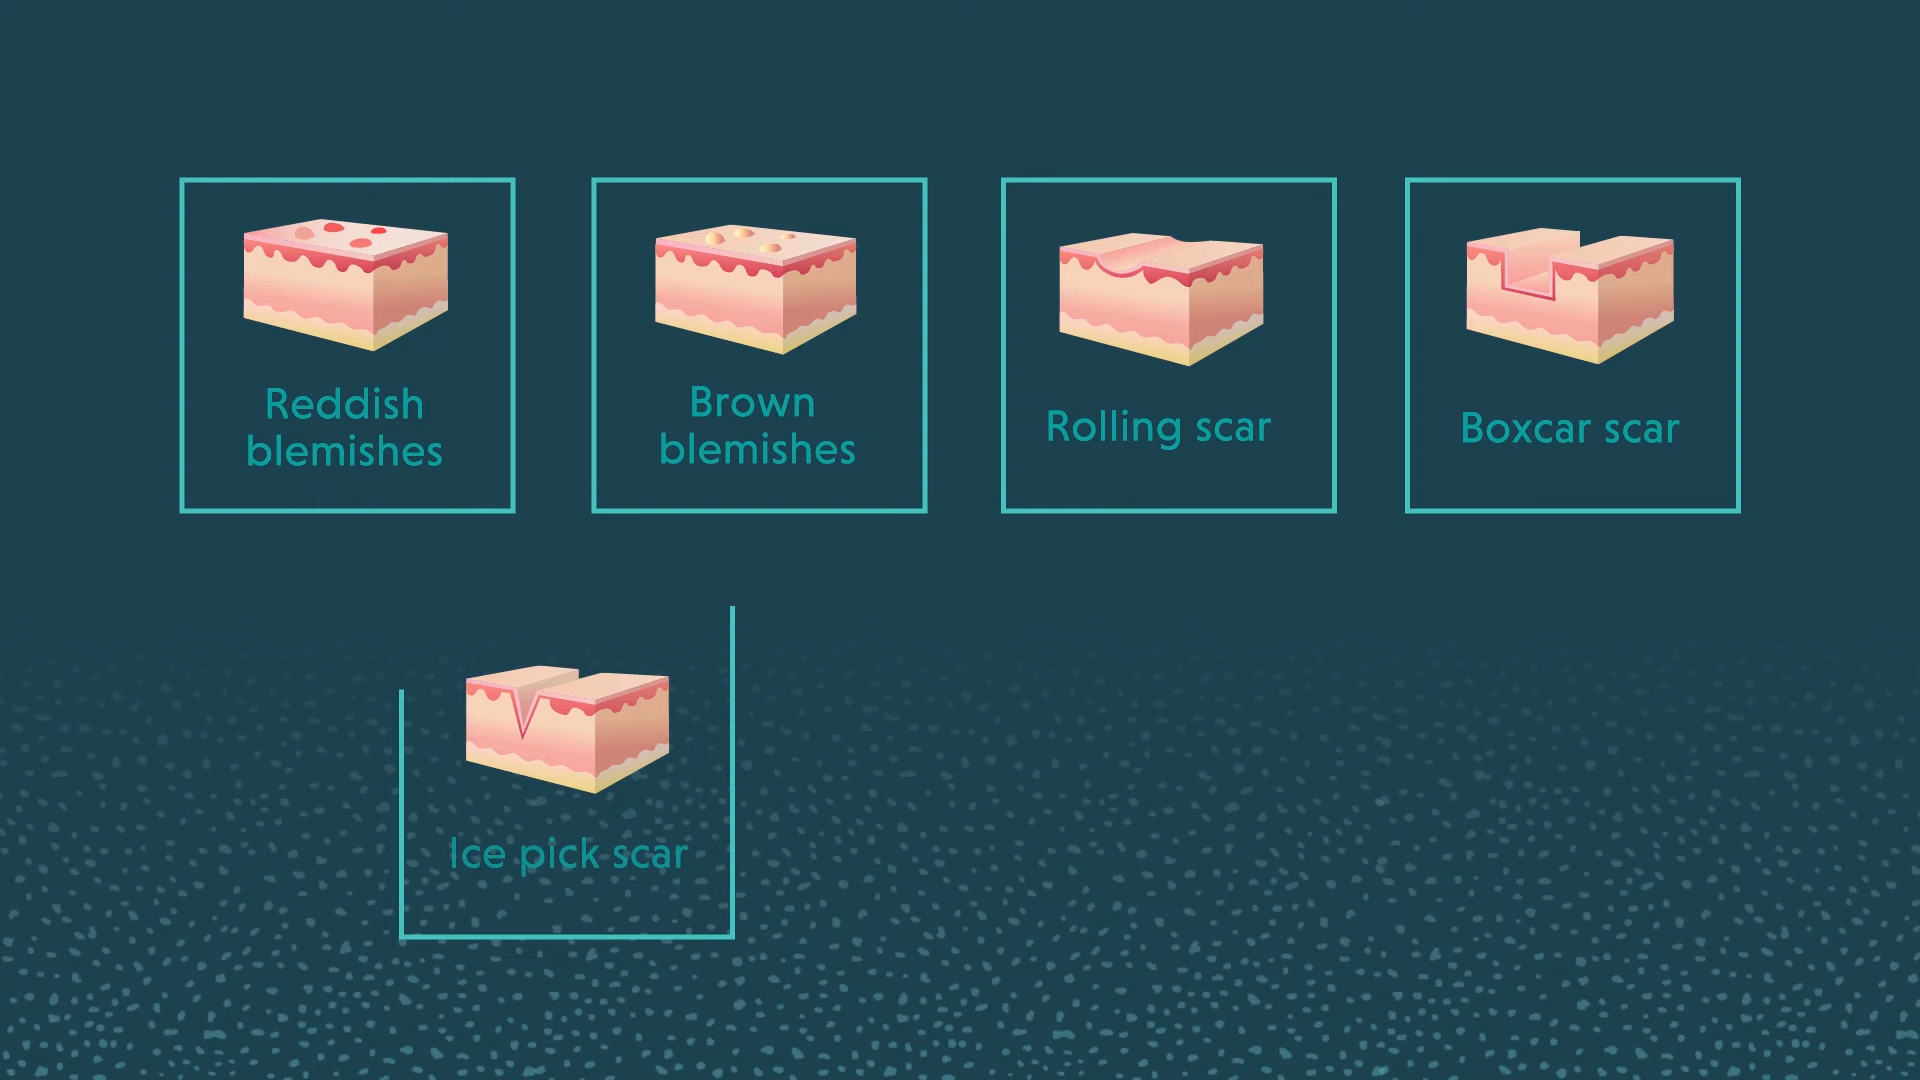 Reddish
blemishes
Brown
blemishes
Rolling scar
Boxcar scar
Ice pick scar